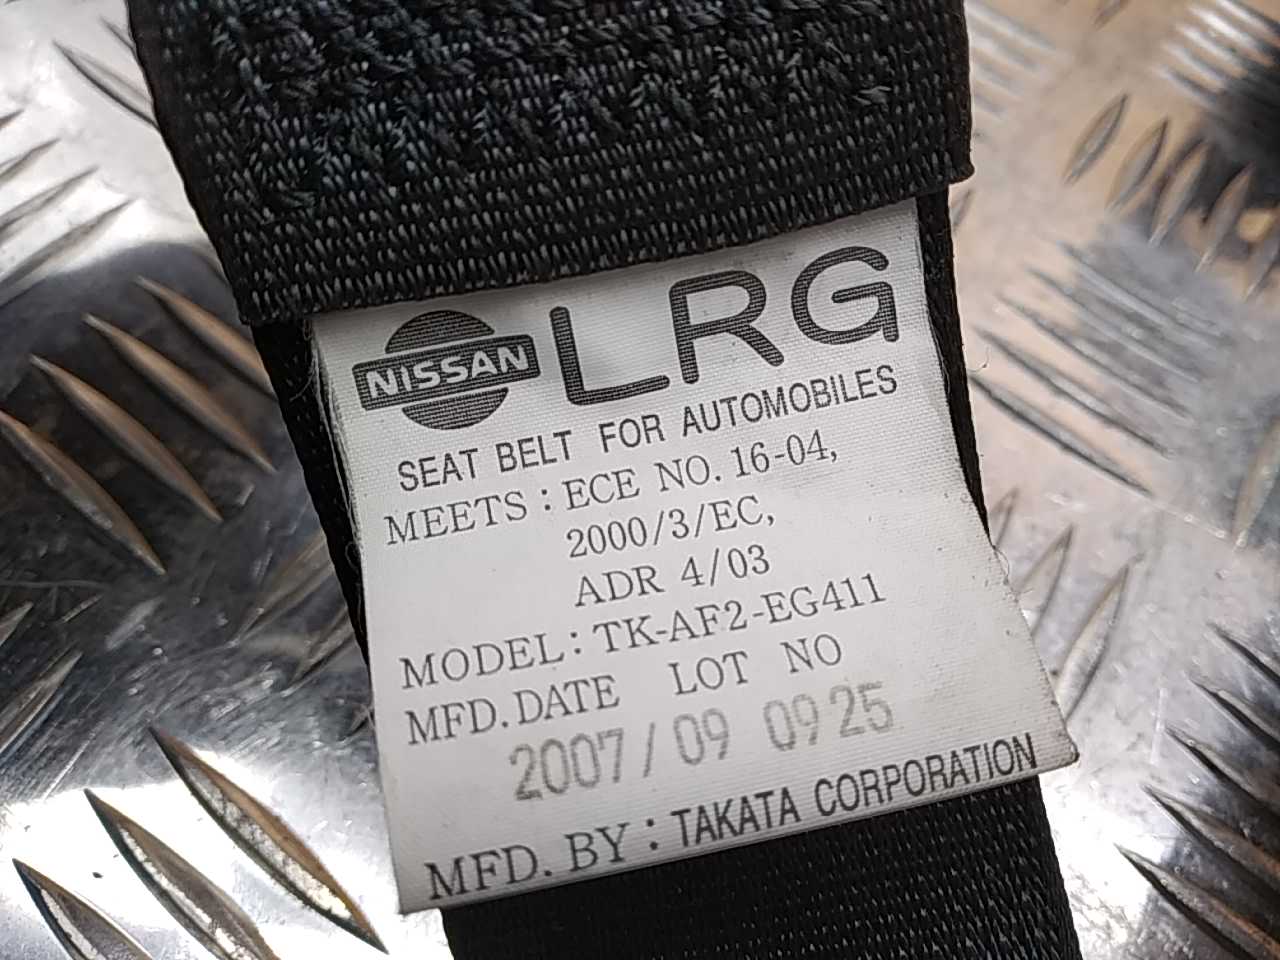 NISSAN LRG
SEAT BELT FOR AUTOMOBILES
MEETS : ECE NO. 16-04,
2000/3/EC,
ADR 4/03
MODEL : TK-AF2-EG411
MFD. DATE LOT NO
2007/09 0925
MFD. BY : TAKATA CORPORATION